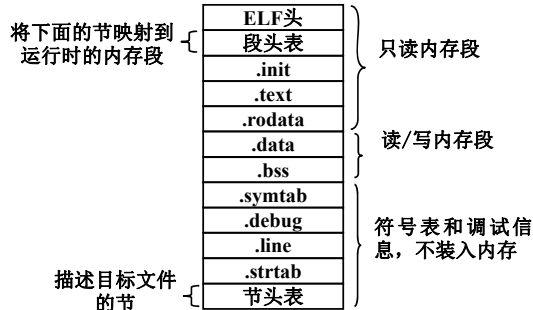 将下面的节映射到
运行时的内存段
ELF头
段头表
.init
.text
.rodata
.data
.bss
.symtab
.debug
.line
.strtab
节头表
只读内存段
读/写内存段
符号表和调试信
息，不装入内存
描述目标文件
的节